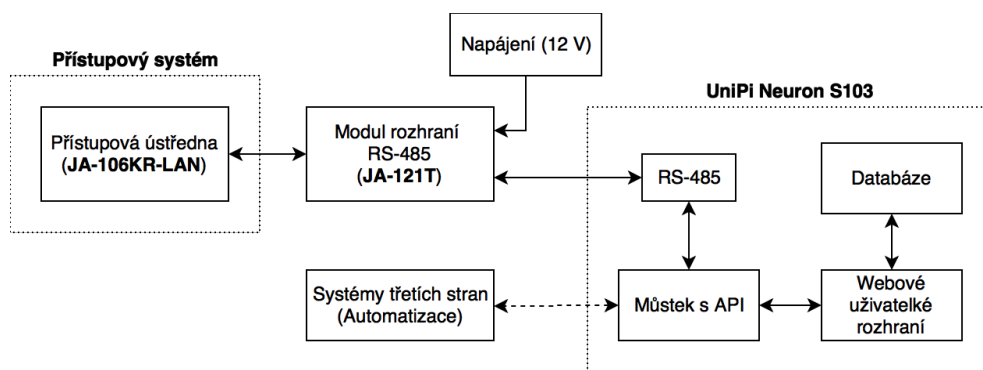 Napájení (12 V)
Přístupový systém
UniPi Neuron S103
Přístupová ústředna
(JA-106KR-LAN)
Modul rozhraní
RS-485
(JA-121T)
RS-485
Databáze
Systémy třetích stran
(Automatizace)
Můstek s API
Webové
uživatelké
rozhraní